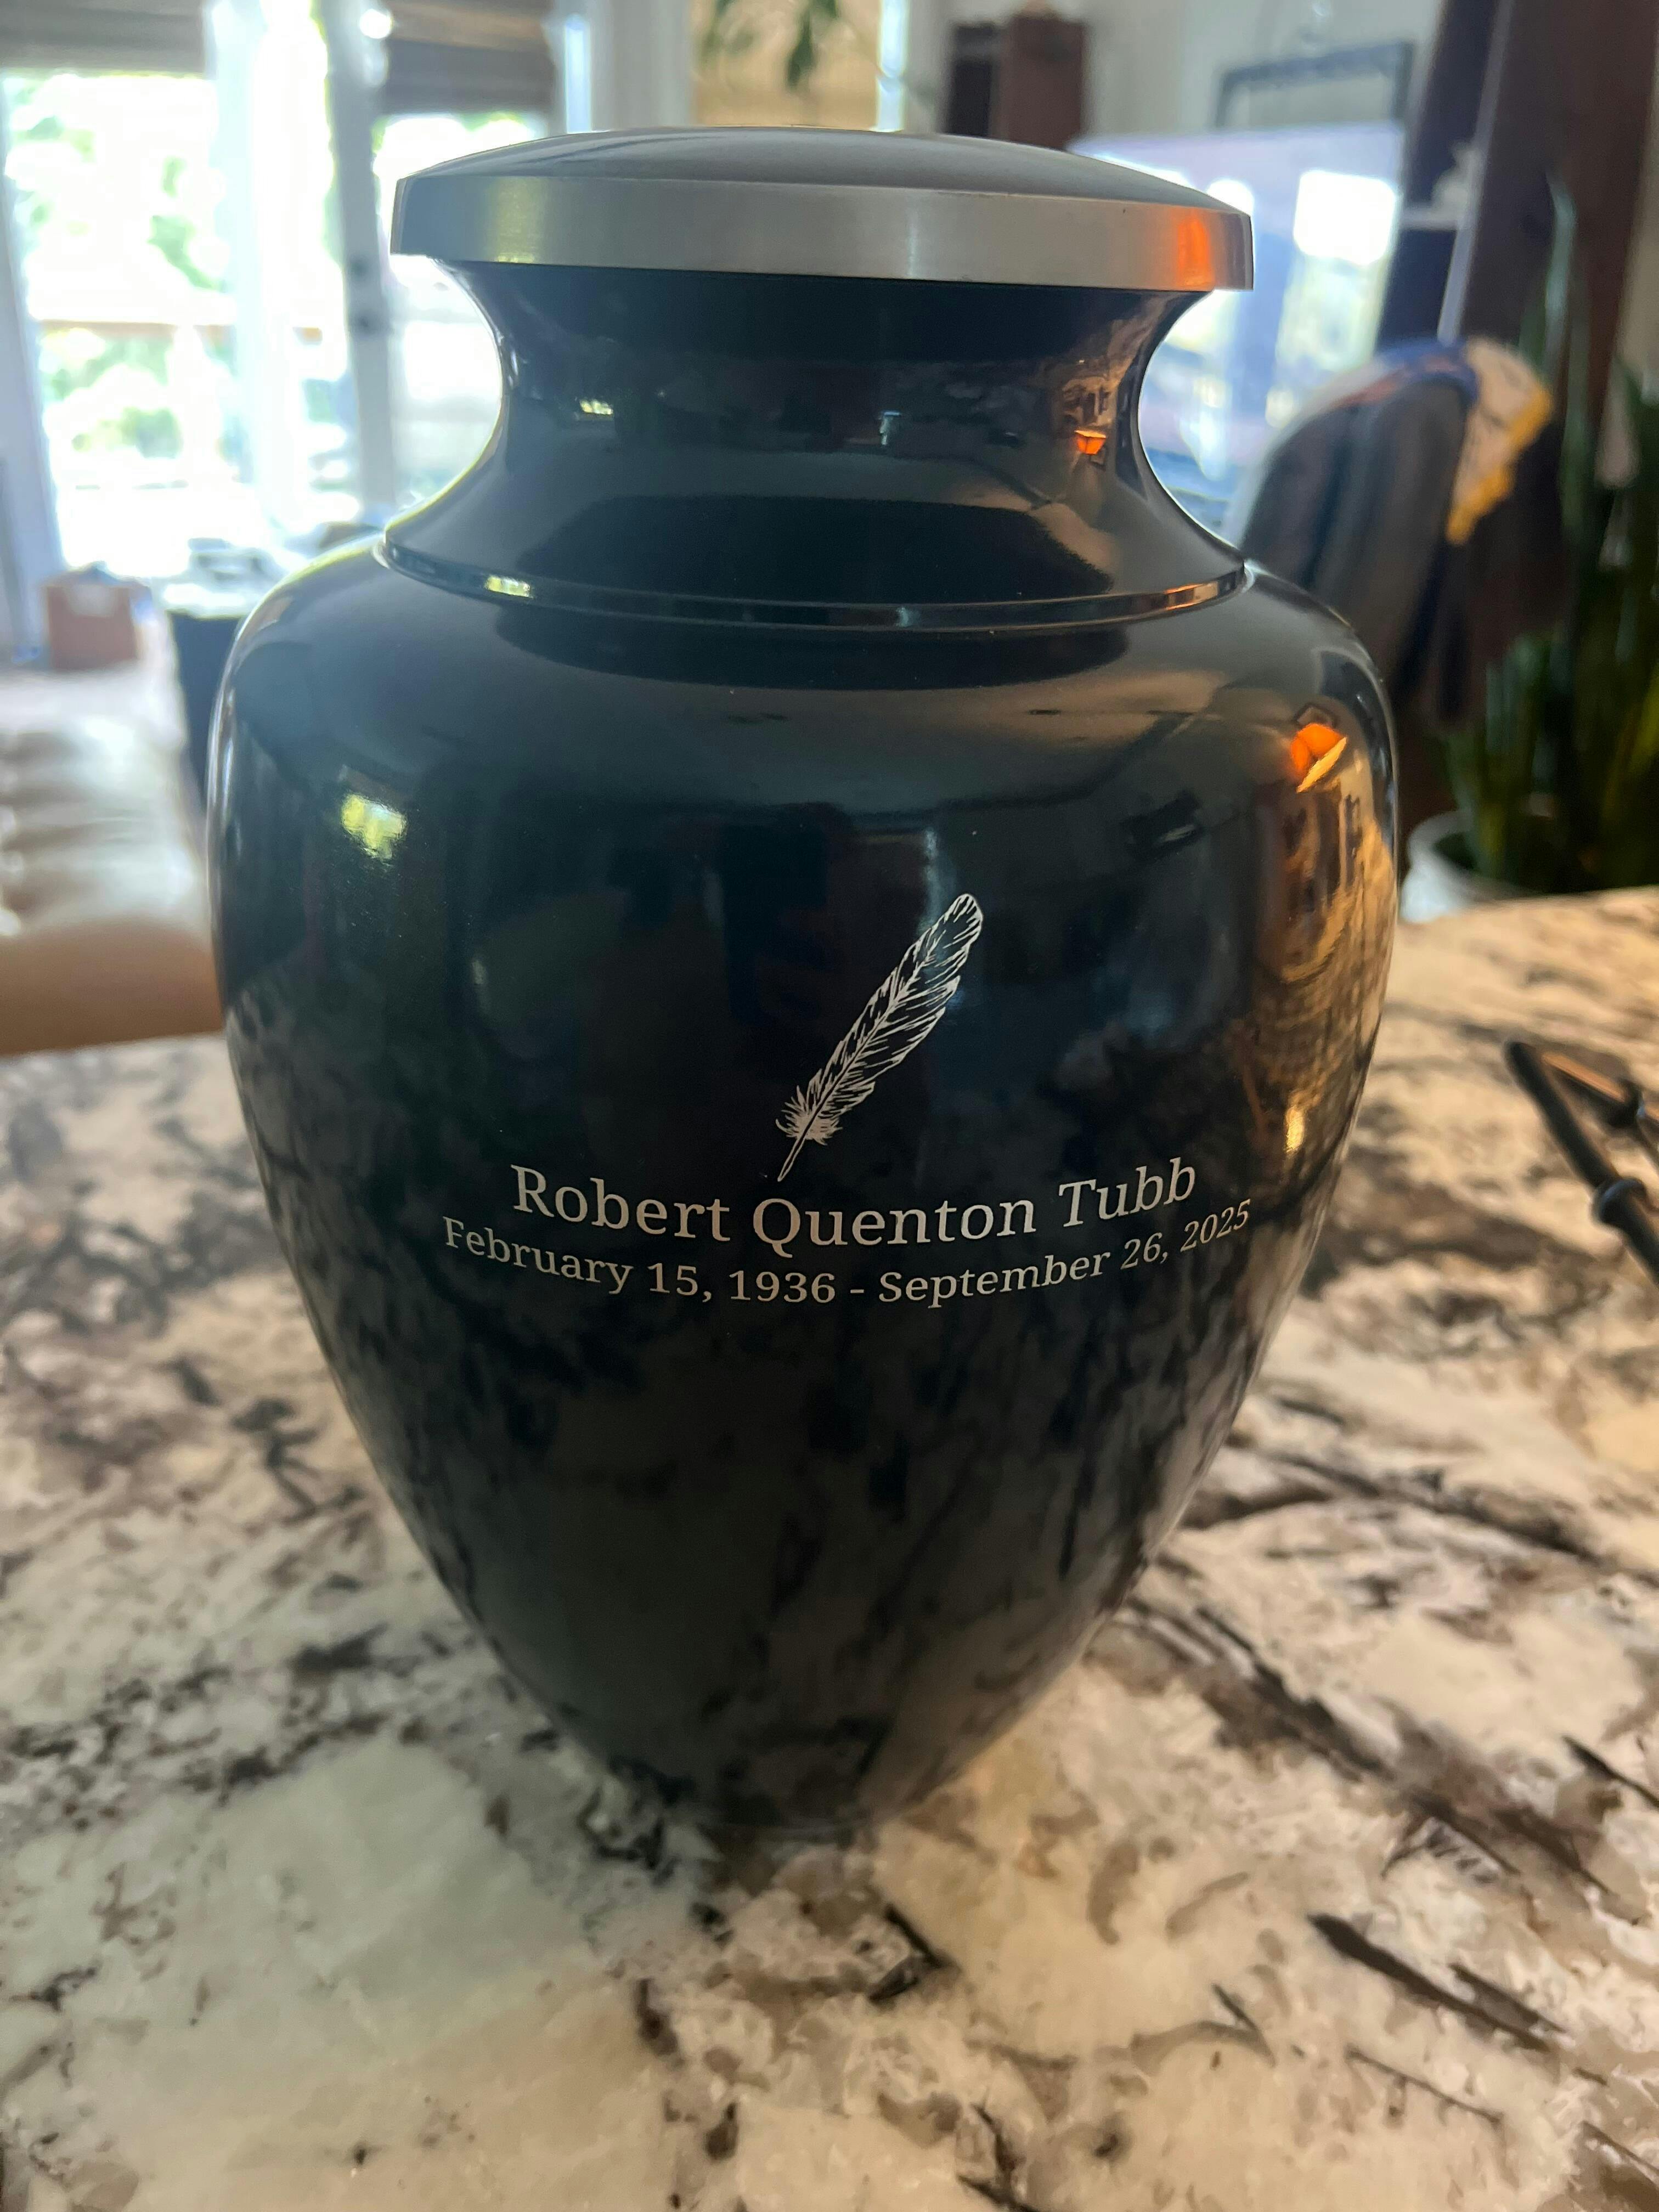 Robert Quenton Tubb
February 15, 1936 - September 26, 2025